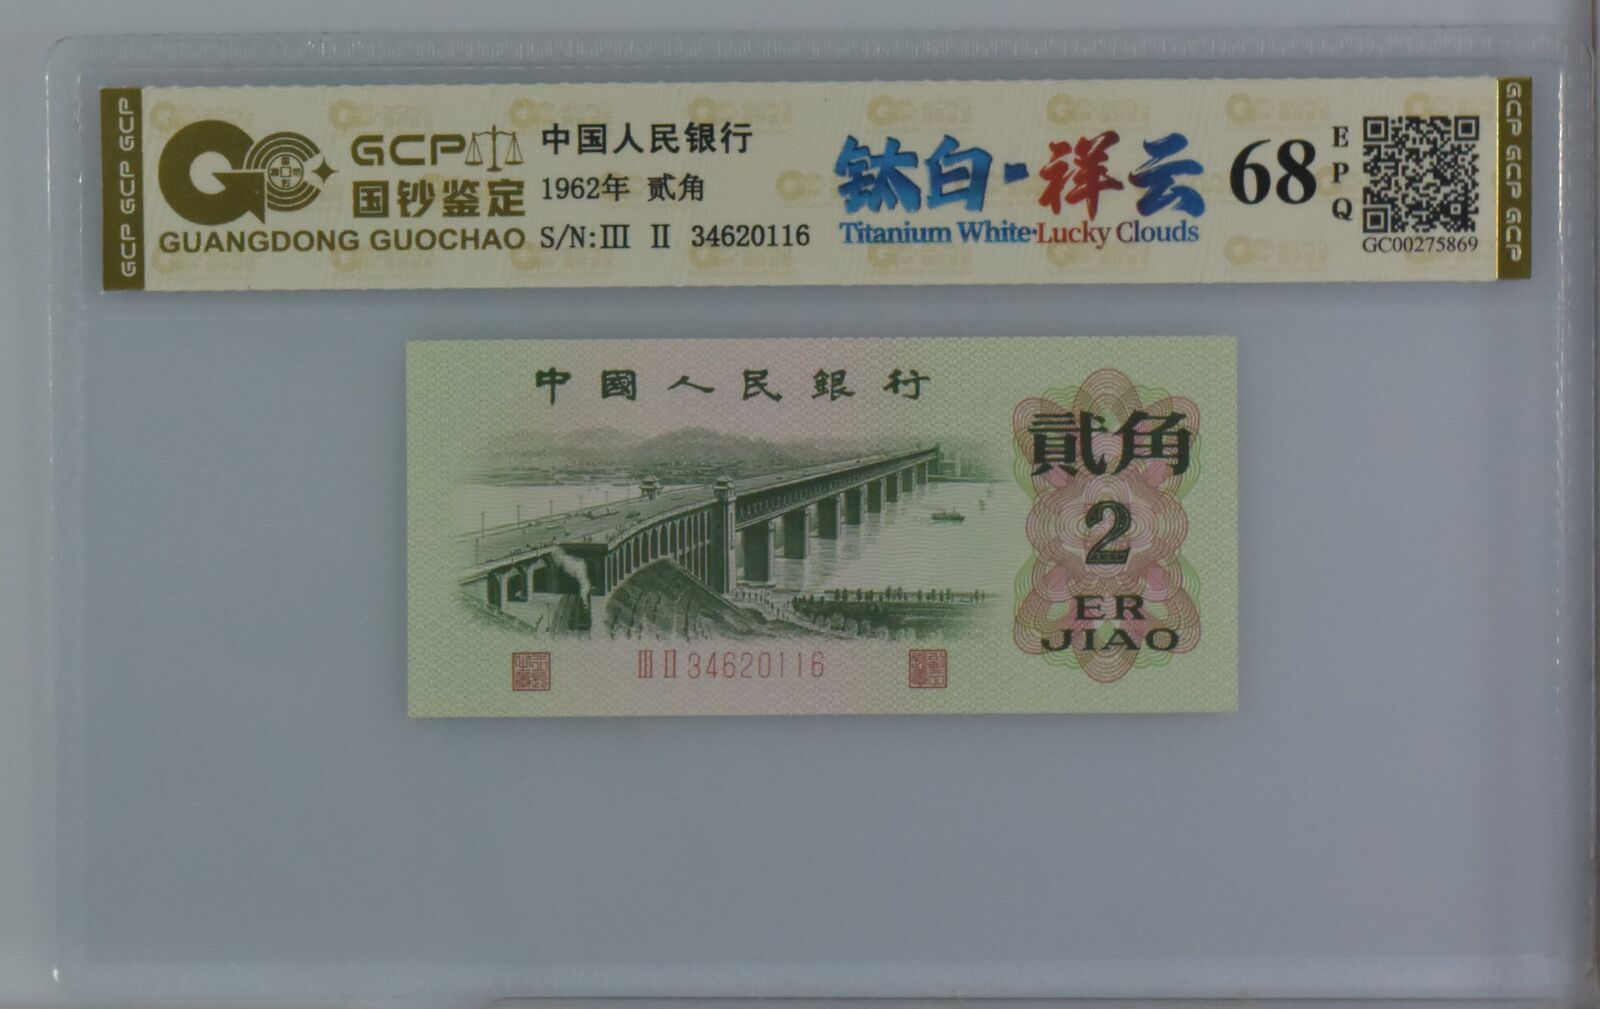 GCP GCP GCP
GCP
国钞鉴定
GUANGDONG GUOCHAO
中国人民银行
1962年 贰角
S/N:Ⅲ Ⅱ 34620116
钛白-祥云
Titanium White·Lucky Clouds
68
EPQ
GC00275869
GCP GCP GCP
中國人民銀行
貳角
2
ER
JIAO
Ⅲ Ⅱ 34620116